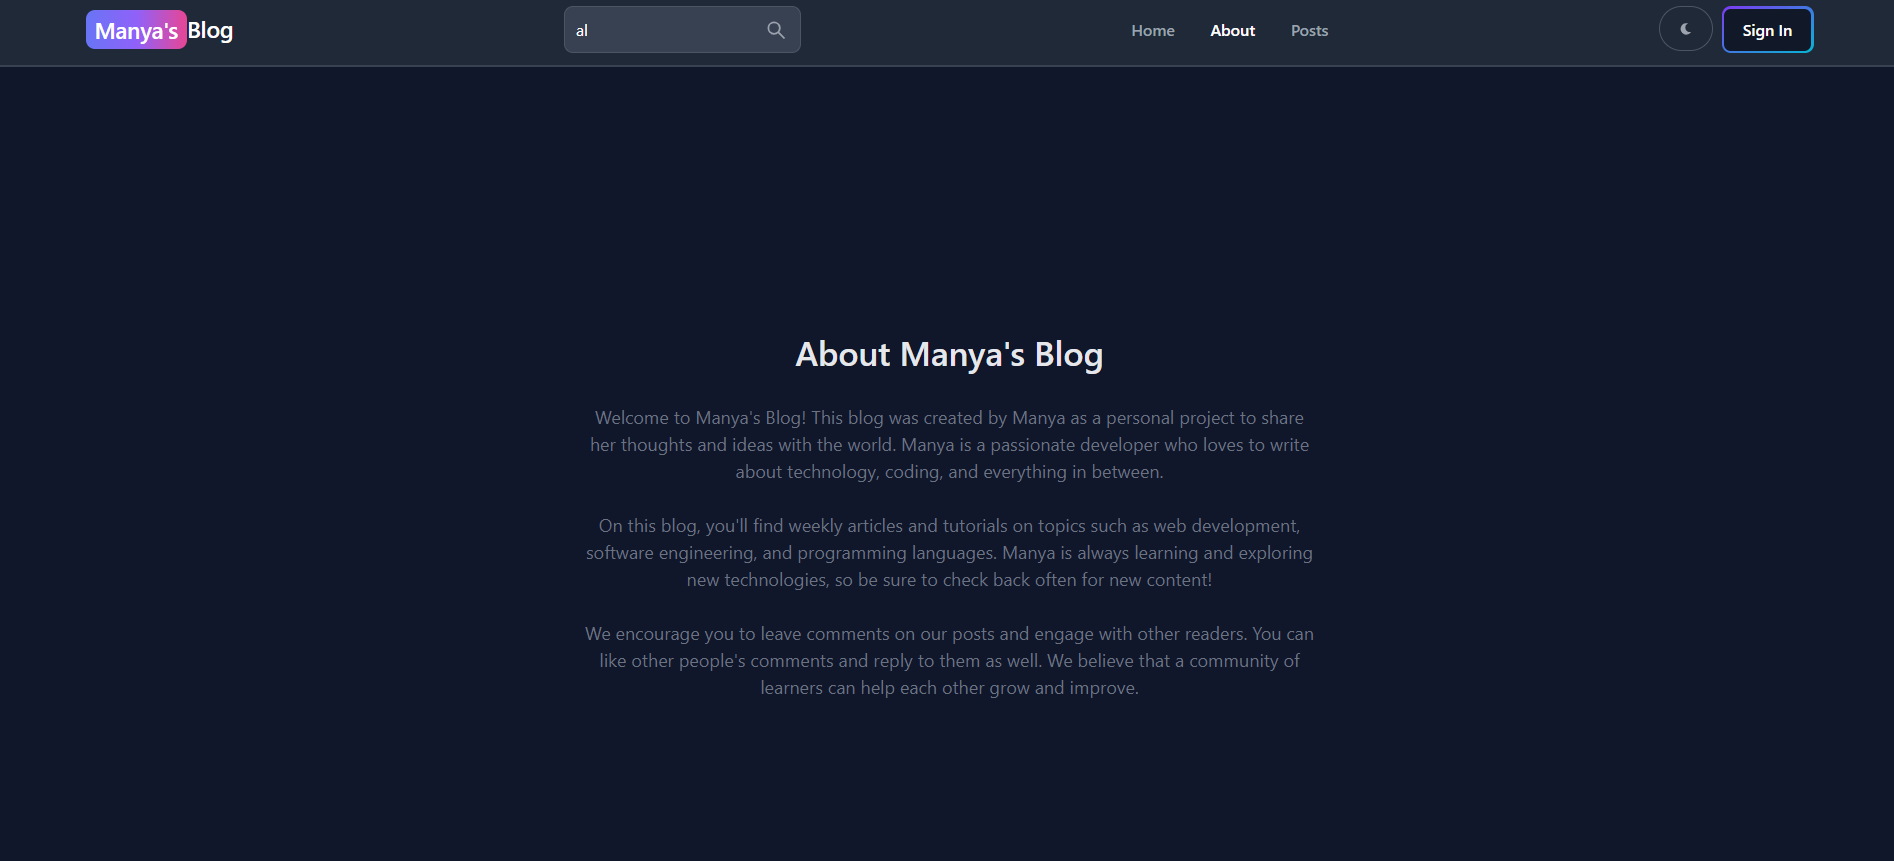 Manya's Blog
al
Home
About
Posts
Sign In
About Manya's Blog
Welcome to Manya's Blog! This blog was created by Manya as a personal project to share
her thoughts and ideas with the world. Manya is a passionate developer who loves to write
about technology, coding, and everything in between.
On this blog, you'll find weekly articles and tutorials on topics such as web development,
software engineering, and programming languages. Manya is always learning and exploring
new technologies, so be sure to check back often for new content!
We encourage you to leave comments on our posts and engage with other readers. You can
like other people's comments and reply to them as well. We believe that a community of
learners can help each other grow and improve.